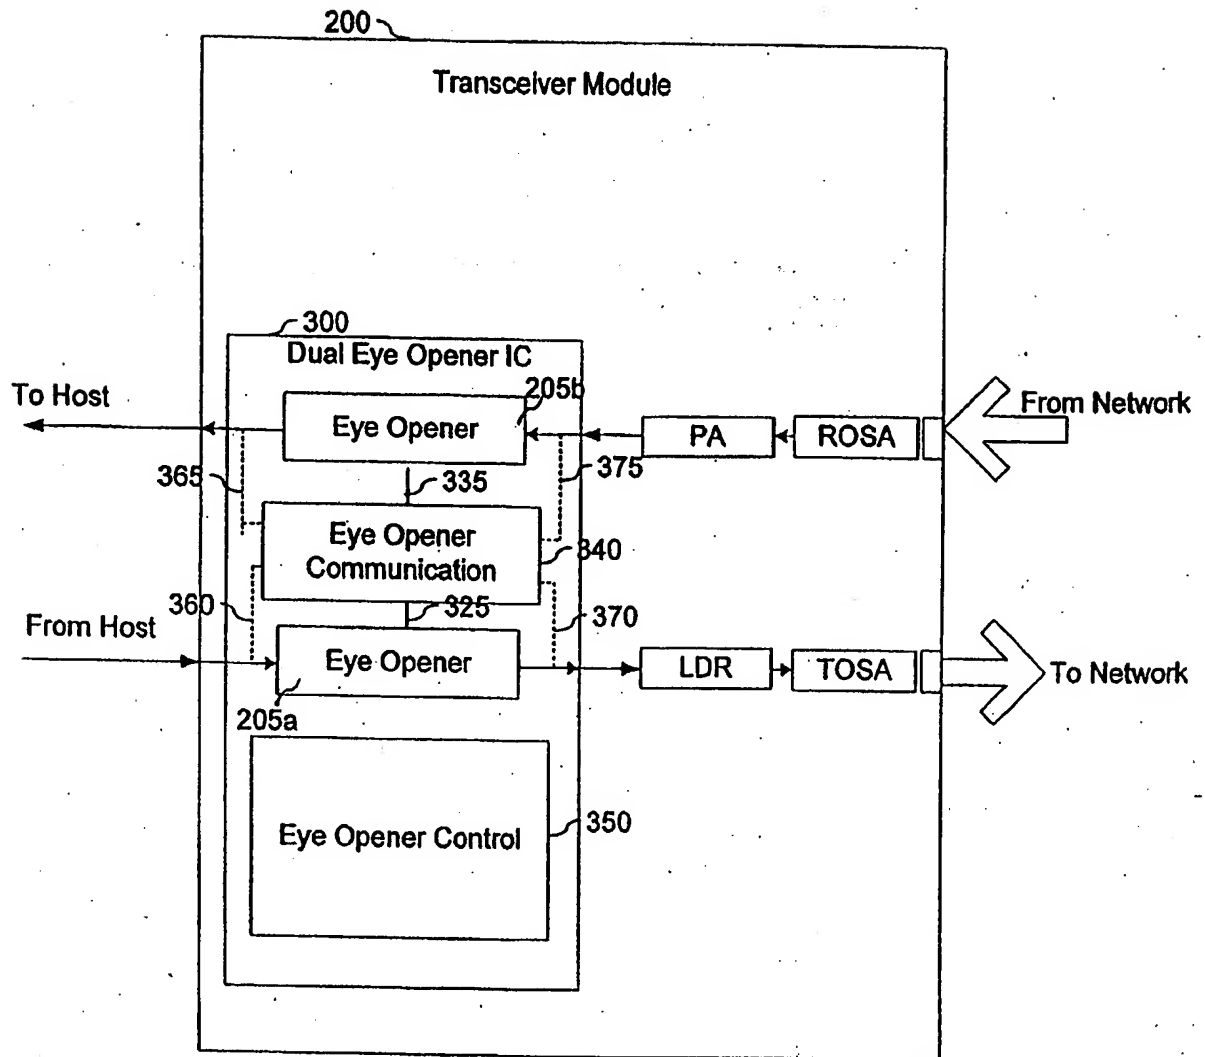 200
Transceiver Module
300
Dual Eye Opener IC
To Host
205b
Eye Opener
PA
ROSA
From Network
365
335
375
Eye Opener
Communication
340
360
325
370
From Host
Eye Opener
LDR
TOSA
To Network
205a
Eye Opener Control
350